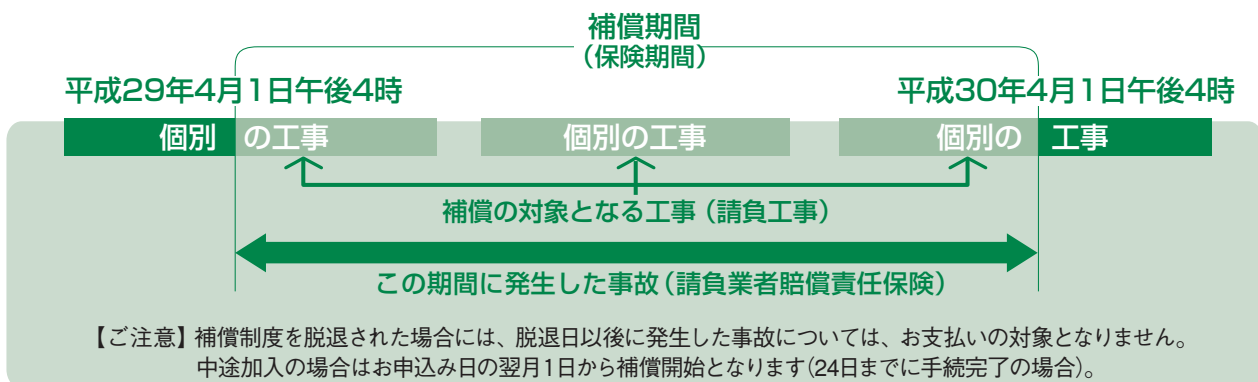 補償期間
（保険期間）
平成29年4月1日午後4時
平成30年4月1日午後4時
個別の工事
個別の工事
個別の工事
補償の対象となる工事（請負工事）
この期間に発生した事故（請負業者賠償責任保険）
【ご注意】補償制度を脱退された場合には、脱退日以後に発生した事故については、お支払いの対象となりません。
中途加入の場合はお申込み日の翌月1日から補償開始となります（24日までに手続完了の場合）。